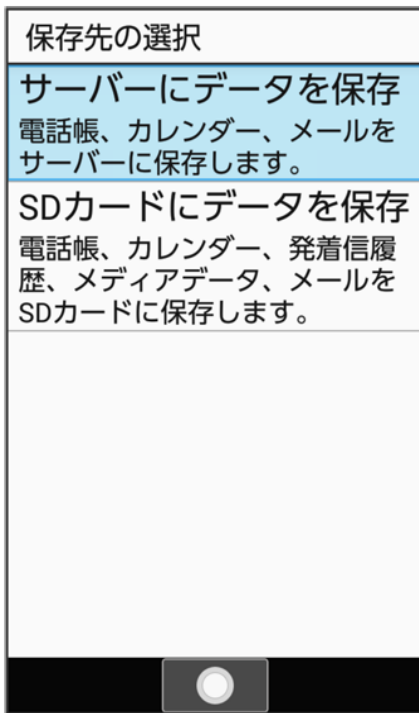 保存先の選択
サーバーにデータを保存
電話帳、カレンダー、メールを
サーバーに保存します。
SDカードにデータを保存
電話帳、カレンダー、発着信履
歴、メディアデータ、メールを
SDカードに保存します。